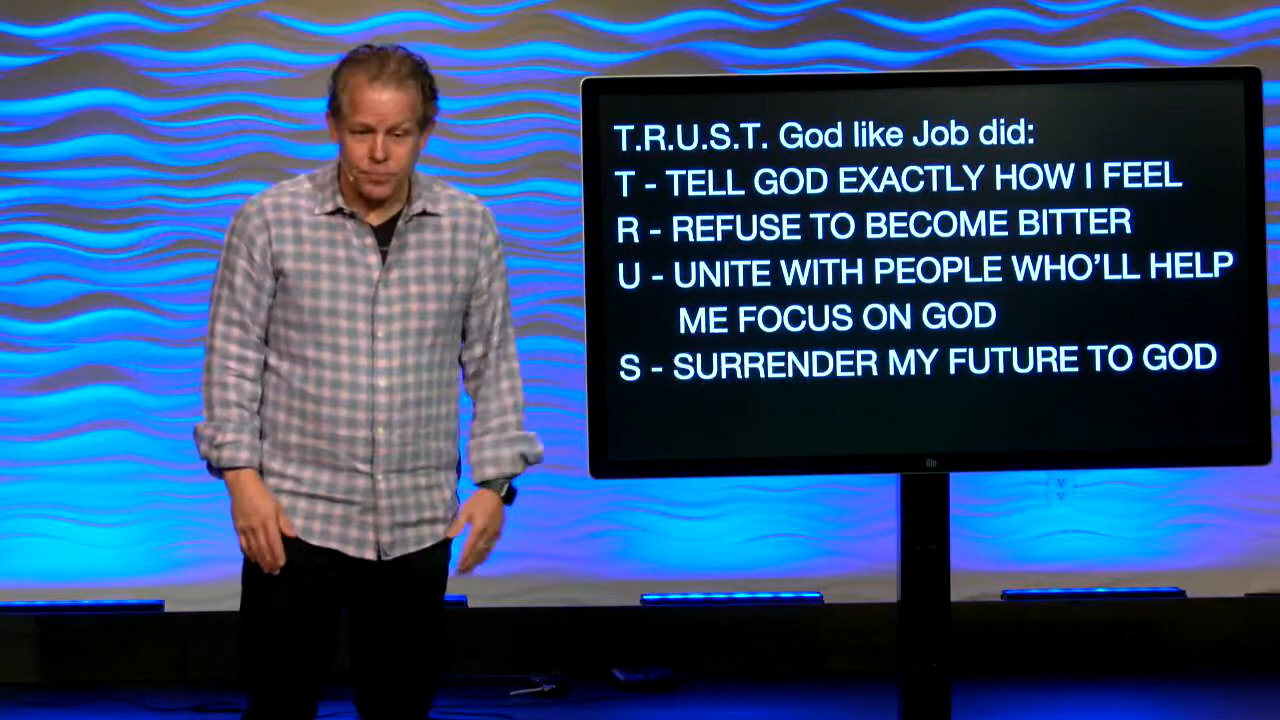 T.R.U.S.T. God like Job did:
T - TELL GOD EXACTLY HOW I FEEL
R - REFUSE TO BECOME BITTER
U - UNITE WITH PEOPLE WHO'LL HELP
ME FOCUS ON GOD
S - SURRENDER MY FUTURE TO GOD